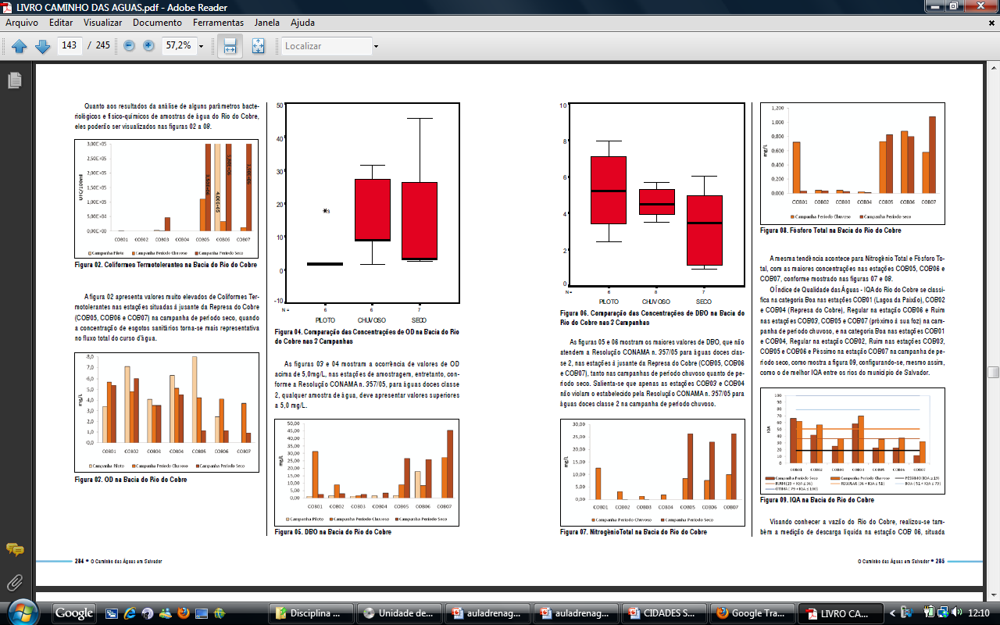 LIVRO CAMINHO DAS AGUAS.pdf - Adobe Reader
Arquivo Editar Visualizar Documento Ferramentas Janela Ajuda
143 / 245 57,2% Localizar
Quanto aos resultados da análise de alguns parâmetros bacte-
riológicos e físico-químicos de amostras de água do Rio do Cobre,
eles poderão ser visualizados nas figuras 02 a 08.
UFC/100ml
3,00E+05
2,50E+05
2,00E+05
1,50E+05
1,00E+05
5,00E+04
0,00E+00
4,00E+05
COB01 COB02 COB03 COB04 COB05 COB06 COB07
Campanha Piloto Campanha Período Chuvoso Campanha Período Seco
Figura 02. Coliformes Termotolerantes na Bacia do Rio do Cobre
A figura 02 apresenta valores muito elevados de Coliformes Ter-
motolerantes nas estações situadas à jusante da Represa do Cobre
(COB05, COB06 e COB07) na campanha de período seco, quando
a concentração de esgotos sanitários torna-se mais representativa
no fluxo total do curso d'água.
mg/L
8,0
7,0
6,0
5,0
4,0
3,0
2,0
1,0
0,0
COB01 COB02 COB03 COB04 COB05 COB06 COB07
Campanha Piloto Campanha Período Chuvoso Campanha Período Seco
Figura 02. OD na Bacia do Rio do Cobre
284 • O Caminho das Águas em Salvador
50
40
30
20
10
0
-10
N = 6 6 7
PILOTO CHUVOSO SECO
Figura 04. Comparação das Concentrações de OD na Bacia do Rio
do Cobre nas 3 Campanhas
As figuras 03 e 04 mostram a ocorrência de valores de OD
acima de 5,0mg/L, nas estações de amostragem, entretanto, con-
forme a Resolução CONAMA n. 357/05, para águas doces classe
2, qualquer amostra de água, deve apresentar valores superiores
a 5,0 mg/L.
mg/L
50,00
45,00
40,00
35,00
30,00
25,00
20,00
15,00
10,00
5,00
0,00
COB01 COB02 COB03 COB04 COB05 COB06 COB07
Campanha Piloto Campanha Período Chuvoso Campanha Período Seco
Figura 05. DBO na Bacia do Rio do Cobre
10
8
6
4
2
0
N = 6 8 7
PILOTO CHUVOSO SECO
Figura 06. Comparação das Concentrações de DBO na Bacia do
Rio do Cobre nas 3 Campanhas
As figuras 05 e 06 mostram os maiores valores de DBO, que não
atendem a Resolução CONAMA n. 357/05 para águas doces clas-
se 2, nas estações à jusante da Represa do Cobre (COB05, COB06
e COB07), tanto nas campanhas de período chuvoso quanto de pe-
ríodo seco. Salienta-se que apenas as estações COB03 e COB04
não violam o estabelecido pela Resolução CONAMA n. 357/05 para
águas doces classe 2 na campanha de período chuvoso.
mg/L
30,00
25,00
20,00
15,00
10,00
5,00
0,00
COB01 COB02 COB03 COB04 COB05 COB06 COB07
Campanha Período Chuvoso Campanha Período Seco
Figura 07. Nitrogênio Total na Bacia do Rio do Cobre
mg/L
1,200
1,000
0,800
0,600
0,400
0,200
0,000
COB01 COB02 COB03 COB04 COB05 COB06 COB07
Campanha Período Chuvoso Campanha Período seco
Figura 08. Fósforo Total na Bacia do Rio do Cobre
A mesma tendência acontece para Nitrogênio Total e Fósforo To-
tal, com as maiores concentrações nas estações COB05, COB06 e
COB07, conforme mostrado nas figuras 07 e 08.
O Índice de Qualidade das Águas - IQA do Rio do Cobre se classi-
fica na categoria Boa nas estações COB01 (Lagoa da Paixão), COB02
e COB04 (Represa do Cobre), Regular na estação COB06 e Ruim
nas estações COB03, COB05 e COB07 (próximo à sua foz) na cam-
panha de período chuvoso, e na categoria Boa nas estações COB01
e COB04, Regular na estação COB02, Ruim nas estações COB03,
COB05 e COB06 e Péssimo na estação COB07 na campanha de pe-
ríodo seco, como mostra a figura 09, configurando-se, mesmo assim,
como o de melhor IQA entre os rios do município de Salvador.
IQA
100
90
80
70
60
50
40
30
20
10
0
COB01 COB02 COB03 COB04 COB05 COB06 COB07
Campanha Período Seco Campanha Período Chuvoso PÉSSIMO (IQA ≤ 19)
RUIM (19 < IQA ≤ 36) REGULAR (36 < IQA ≤ 51) BOA (51 < IQA ≤ 79)
ÓTIMA (79 < IQA ≤ 100)
Figura 09. IQA na Bacia do Rio do Cobre
Visando conhecer a vazão do Rio do Cobre, realizou-se tam-
bém a medição de descarga líquida na estação COB 06, situada
O Caminho das Águas em Salvador • 285
Google Disciplina ... Unidade de... auladrenag... auladrenag... CIDADES S... Google Tra... LIVRO CA... 12:10